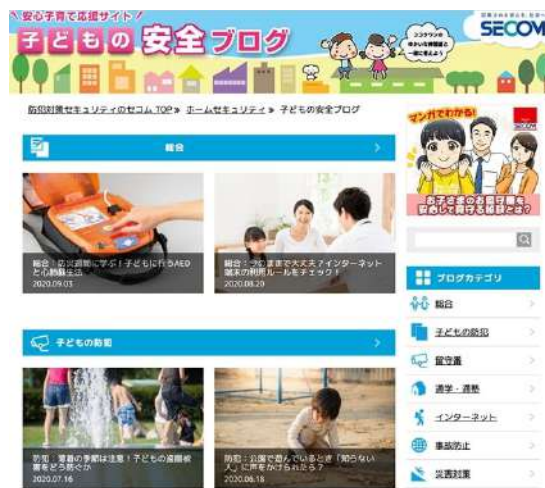 安心子育て応援サイト
子どもの安全ブログ
SECOM
防犯対策セキュリティのセコム TOP » ホームセキュリティ » 子どもの安全ブログ
総合
総合：防災週間に学ぶ！子どもに行うAED
と心肺蘇生法
2020.09.03
総合：このままで大丈夫？インターネット
端末の利用ルールをチェック！
2020.08.20
子どもの防犯
防犯：薄着の季節は注意！子どもの盗撮被
害をどう防ぐか
2020.07.16
防犯：公園で遊んでいるとき「知らない
人」に声をかけられたら？
2020.06.18
マンガでわかる!
SECOM
お子さまのお留守番を
安心して見守る秘訣とは？
ブログカテゴリ
総合
子どもの防犯
留守番
通学・通塾
インターネット
事故防止
災害対策